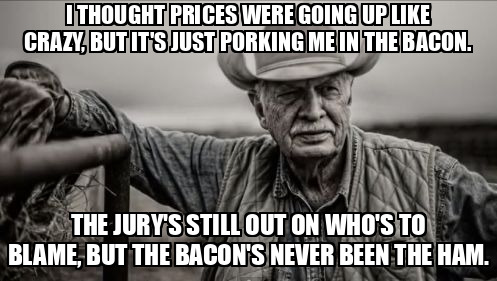 I THOUGHT PRICES WERE GOING UP LIKE
CRAZY, BUT IT'S JUST PORKING ME IN THE BACON.
THE JURY'S STILL OUT ON WHO'S TO
BLAME, BUT THE BACON'S NEVER BEEN THE HAM.